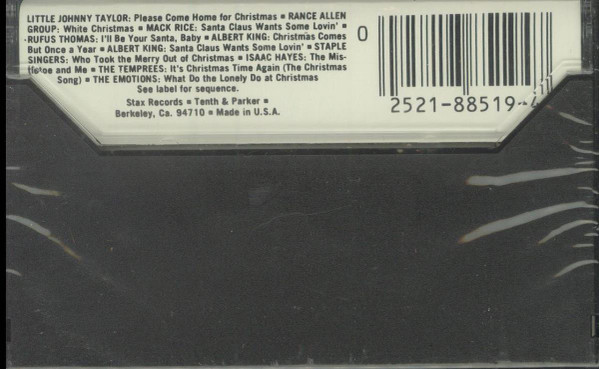 LITTLE JOHNNY TAYLOR: Please Come Home for Christmas ■ RANCE ALLEN
GROUP: White Christmas ■ MACK RICE: Santa Claus Wants Some Lovin' ■
RUFUS THOMAS: I'll Be Your Santa, Baby ■ ALBERT KING: Christmas Comes
But Once a Year ■ ALBERT KING: Santa Claus Wants Some Lovin' ■ STAPLE
SINGERS: Who Took the Merry Out of Christmas ■ ISAAC HAYES: The Mis-
tletoe and Me ■ THE TEMPREES: It's Christmas Time Again (The Christmas
Song) ■ THE EMOTIONS: What Do the Lonely Do at Christmas
See label for sequence.
Stax Records ■ Tenth & Parker ■
Berkeley, Ca. 94710 ■ Made in U.S.A.
0
2521-88519-4